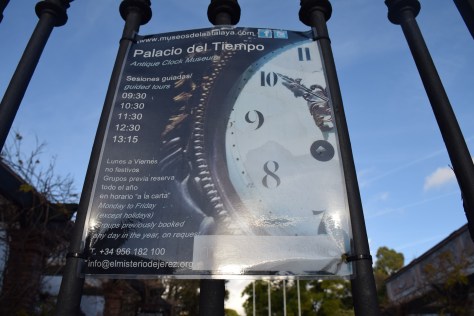 www.museosdelaatalaya.com
Palacio del Tiempo
Antique Clock Museum
Sesiones guiadas/
guided tours
09:30
10:30
11:30
12:30
13:15
Lunes a Viernes
no festivos
Grupos previa reserva
todo el año
en horario "a la carta"
Monday to Friday
(except holidays)
Groups previously booked
any day in the year, on request
T. +34 956 182 100
info@elmisteriodejerez.org
11
10
9
8
7